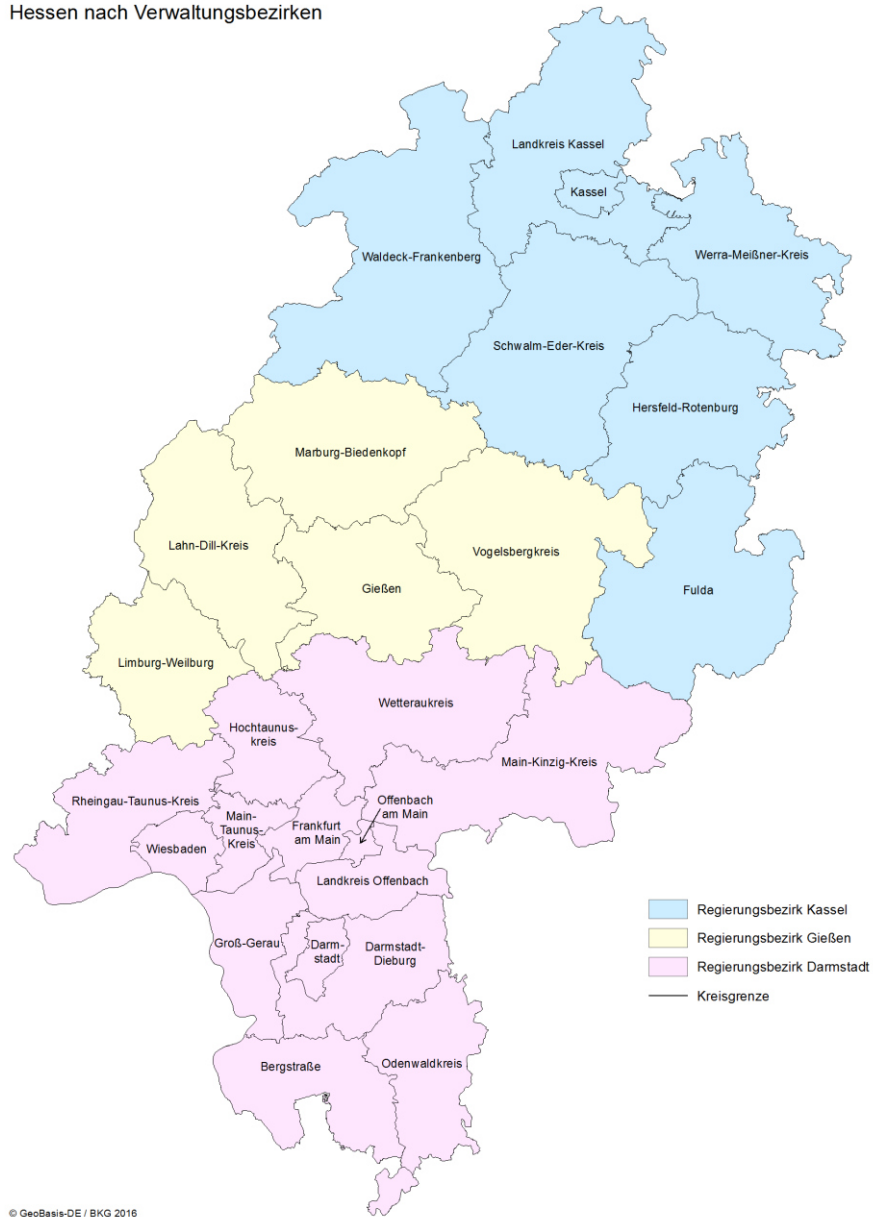 Hessen nach Verwaltungsbezirken
Landkreis Kassel
Kassel
Waldeck-Frankenberg
Werra-Meißner-Kreis
Schwalm-Eder-Kreis
Hersfeld-Rotenburg
Marburg-Biedenkopf
Lahn-Dill-Kreis
Vogelsbergkreis
Gießen
Fulda
Limburg-Weilburg
Wetteraukreis
Hochtaunus-
kreis
Main-Kinzig-Kreis
Rheingau-Taunus-Kreis
Offenbach
am Main
Main-
Taunus-
Kreis
Frankfurt
am Main
Wiesbaden
Landkreis Offenbach
Groß-Gerau
Darm-
stadt
Darmstadt-
Dieburg
Bergstraße
Odenwaldkreis
Regierungsbezirk Kassel
Regierungsbezirk Gießen
Regierungsbezirk Darmstadt
Kreisgrenze
© GeoBasis-DE / BKG 2016